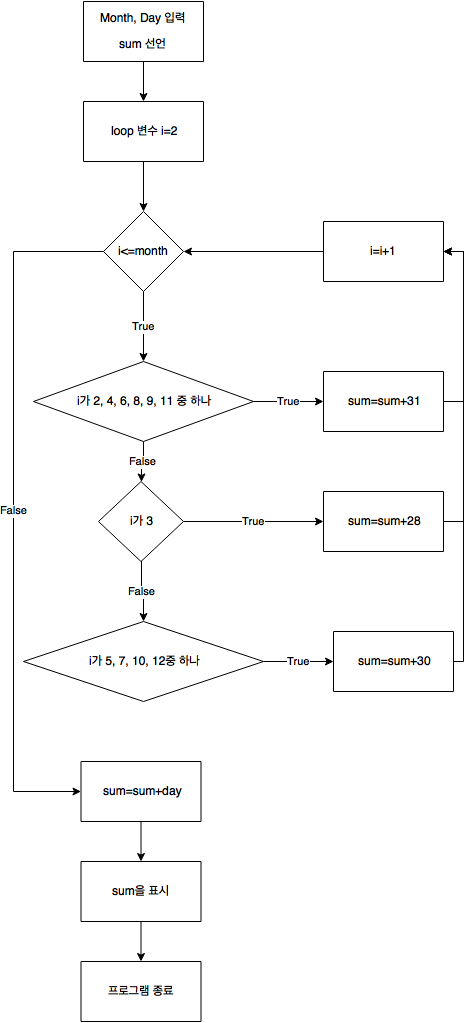 Month, Day 입력
sum 선언
loop 변수 i=2
i<=month
i=i+1
True
i가 2, 4, 6, 8, 9, 11 중 하나
True
sum=sum+31
False
i가 3
True
sum=sum+28
False
False
i가 5, 7, 10, 12중 하나
True
sum=sum+30
sum=sum+day
sum을 표시
프로그램 종료